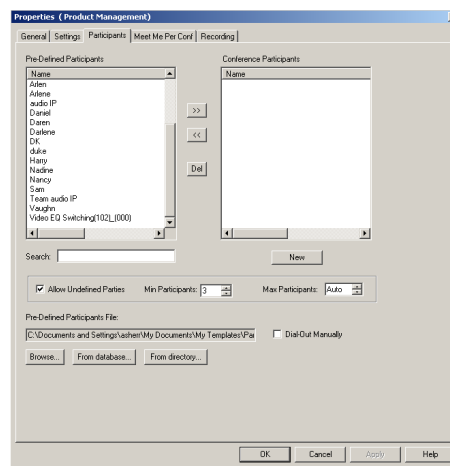 Properties ( Product Management)
General Settings Participants Meet Me Per Conf Recording
Pre-Defined Participants
Conference Participants
Name
Name
Arlen
Arlene
audio IP
Daniel
Daren
Darlene
DK
duke
Harry
Nadine
Nancy
Sam
Team audio IP
Vaughn
Video EQ Switching(102)_(000)
>>
<<
Del
Search:
New
Allow Undefined Parties Min Participants: 3 Max Participants: Auto
Pre-Defined Participants File:
C:\Documents and Settings\asherr\My Documents\My Templates\Par
Dial-Out Manually
Browse... From database... From directory...
OK Cancel Apply Help